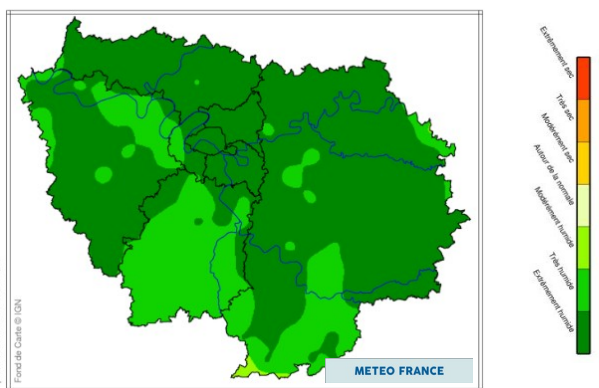 Extrêmement sec
Très sec
Modérément sec
Autour de la normale
Modérément humide
Très humide
Extrêmement humide
Fond de Carte © IGN
METEO FRANCE